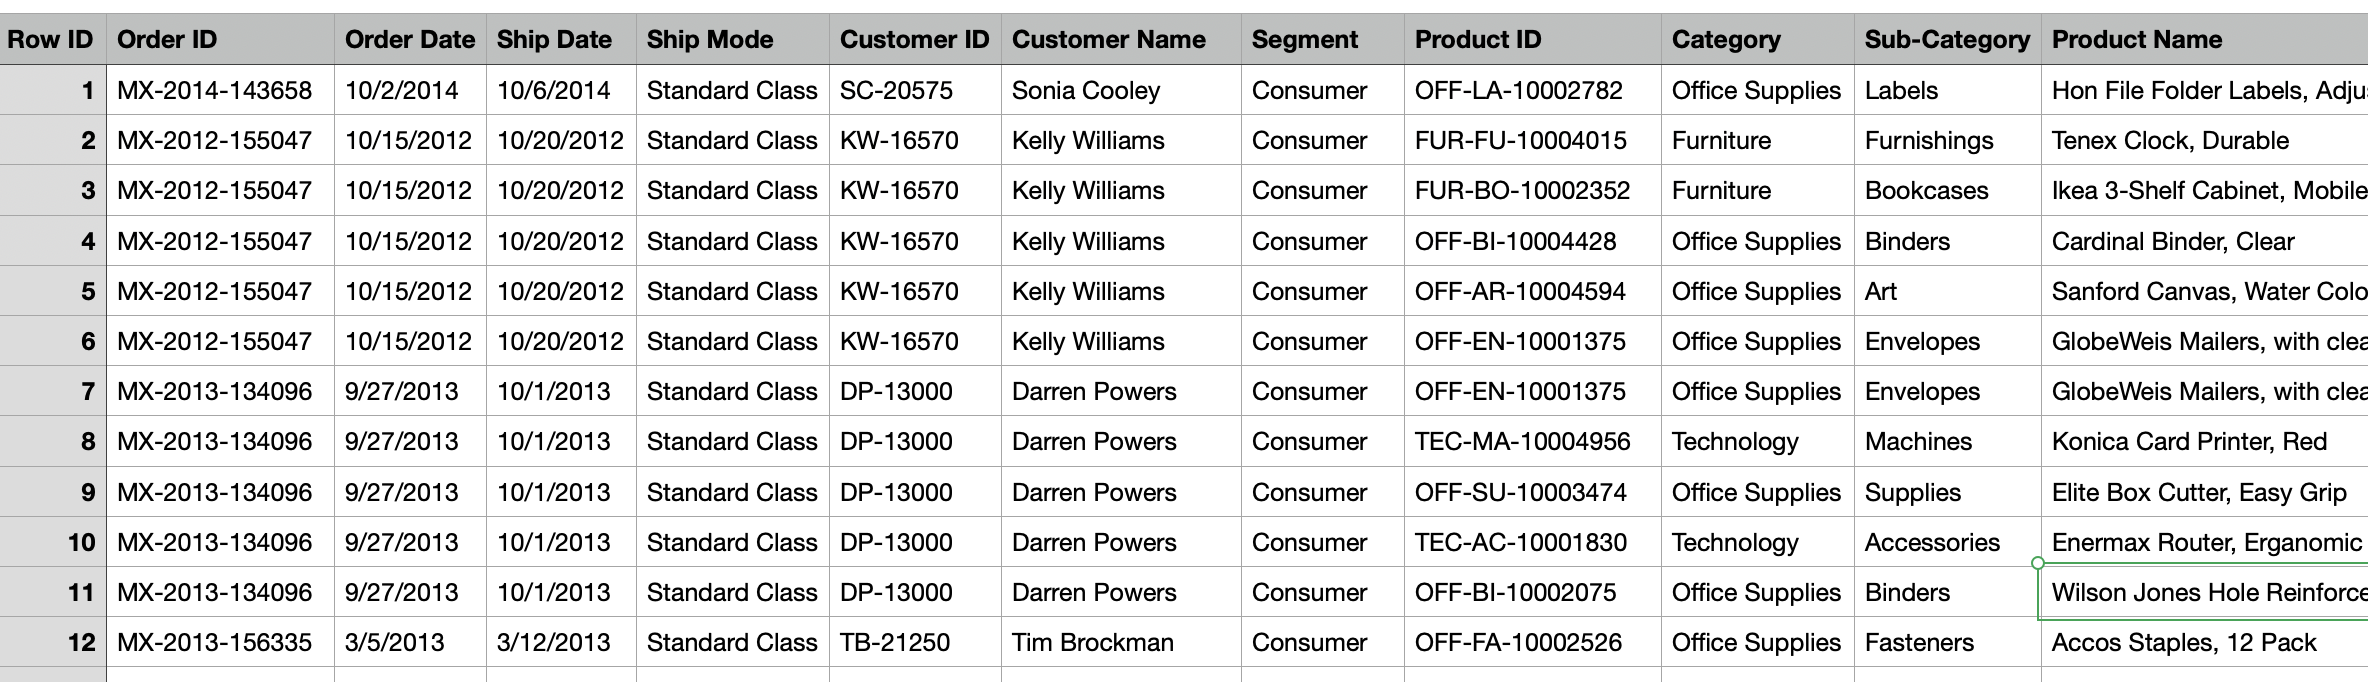 Row ID Order ID Order Date Ship Date Ship Mode Customer ID Customer Name Segment Product ID Category Sub-Category Product Name
1 MX-2014-143658 10/2/2014 10/6/2014 Standard Class SC-20575 Sonia Cooley Consumer OFF-LA-10002782 Office Supplies Labels Hon File Folder Labels,
2 MX-2012-155047 10/15/2012 10/20/2012 Standard Class KW-16570 Kelly Williams Consumer FUR-FU-10004015 Furniture Furnishings Tenex Clock, Durable
3 MX-2012-155047 10/15/2012 10/20/2012 Standard Class KW-16570 Kelly Williams Consumer FUR-BO-10002352 Furniture Bookcases Ikea 3-Shelf Cabinet, Mobile
4 MX-2012-155047 10/15/2012 10/20/2012 Standard Class KW-16570 Kelly Williams Consumer OFF-BI-10004428 Office Supplies Binders Cardinal Binder, Clear
5 MX-2012-155047 10/15/2012 10/20/2012 Standard Class KW-16570 Kelly Williams Consumer OFF-AR-10004594 Office Supplies Art Sanford Canvas, Water
6 MX-2012-155047 10/15/2012 10/20/2012 Standard Class KW-16570 Kelly Williams Consumer OFF-EN-10001375 Office Supplies Envelopes GlobeWeis Mailers, with
7 MX-2013-134096 9/27/2013 10/1/2013 Standard Class DP-13000 Darren Powers Consumer OFF-EN-10001375 Office Supplies Envelopes GlobeWeis Mailers, with
8 MX-2013-134096 9/27/2013 10/1/2013 Standard Class DP-13000 Darren Powers Consumer TEC-MA-10004956 Technology Machines Konica Card Printer, Red
9 MX-2013-134096 9/27/2013 10/1/2013 Standard Class DP-13000 Darren Powers Consumer OFF-SU-10003474 Office Supplies Supplies Elite Box Cutter, Easy Grip
10 MX-2013-134096 9/27/2013 10/1/2013 Standard Class DP-13000 Darren Powers Consumer TEC-AC-10001830 Technology Accessories Enermax Router, Erganomic
11 MX-2013-134096 9/27/2013 10/1/2013 Standard Class DP-13000 Darren Powers Consumer OFF-BI-10002075 Office Supplies Binders Wilson Jones Hole
12 MX-2013-156335 3/5/2013 3/12/2013 Standard Class TB-21250 Tim Brockman Consumer OFF-FA-10002526 Office Supplies Fasteners Accos Staples, 12 Pack